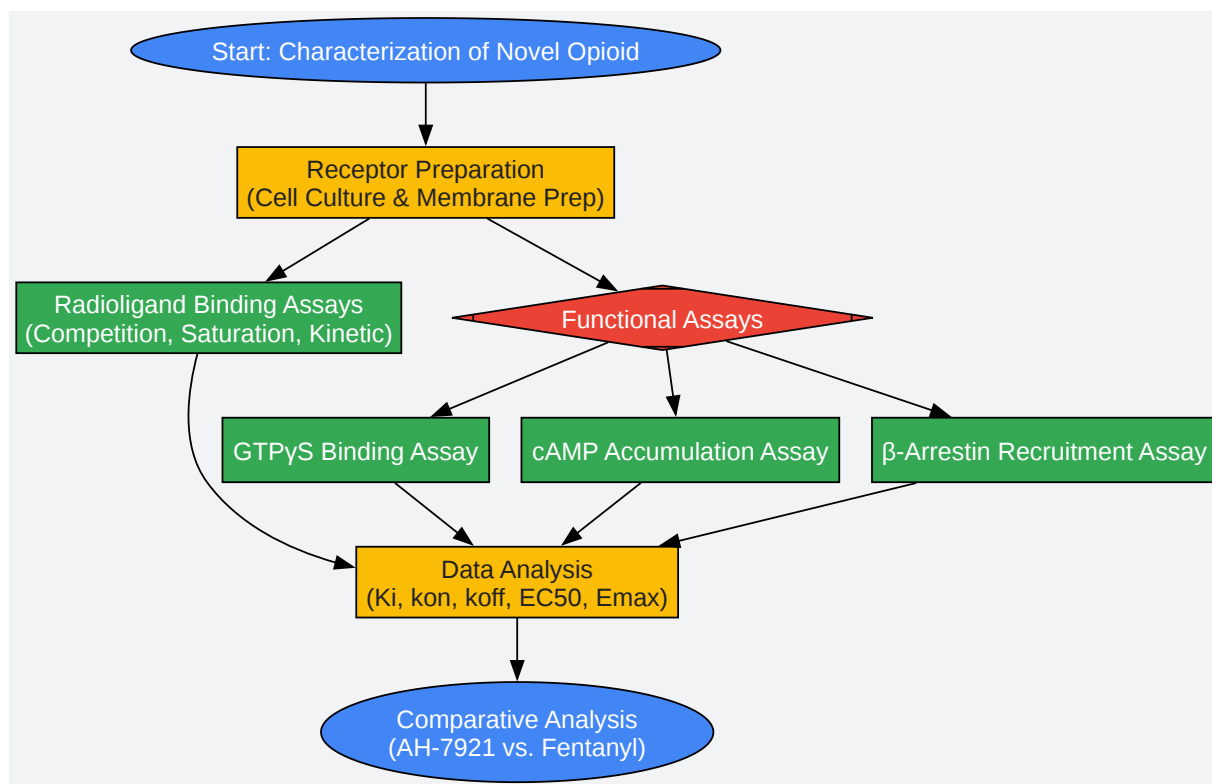 Start: Characterization of Novel Opioid
Receptor Preparation
(Cell Culture & Membrane Prep)
Radioligand Binding Assays
(Competition, Saturation, Kinetic)
Functional Assays
GTPγS Binding Assay
cAMP Accumulation Assay
β-Arrestin Recruitment Assay
Data Analysis
(Ki, kon, koff, EC50, Emax)
Comparative Analysis
(AH-7921 vs. Fentanyl)